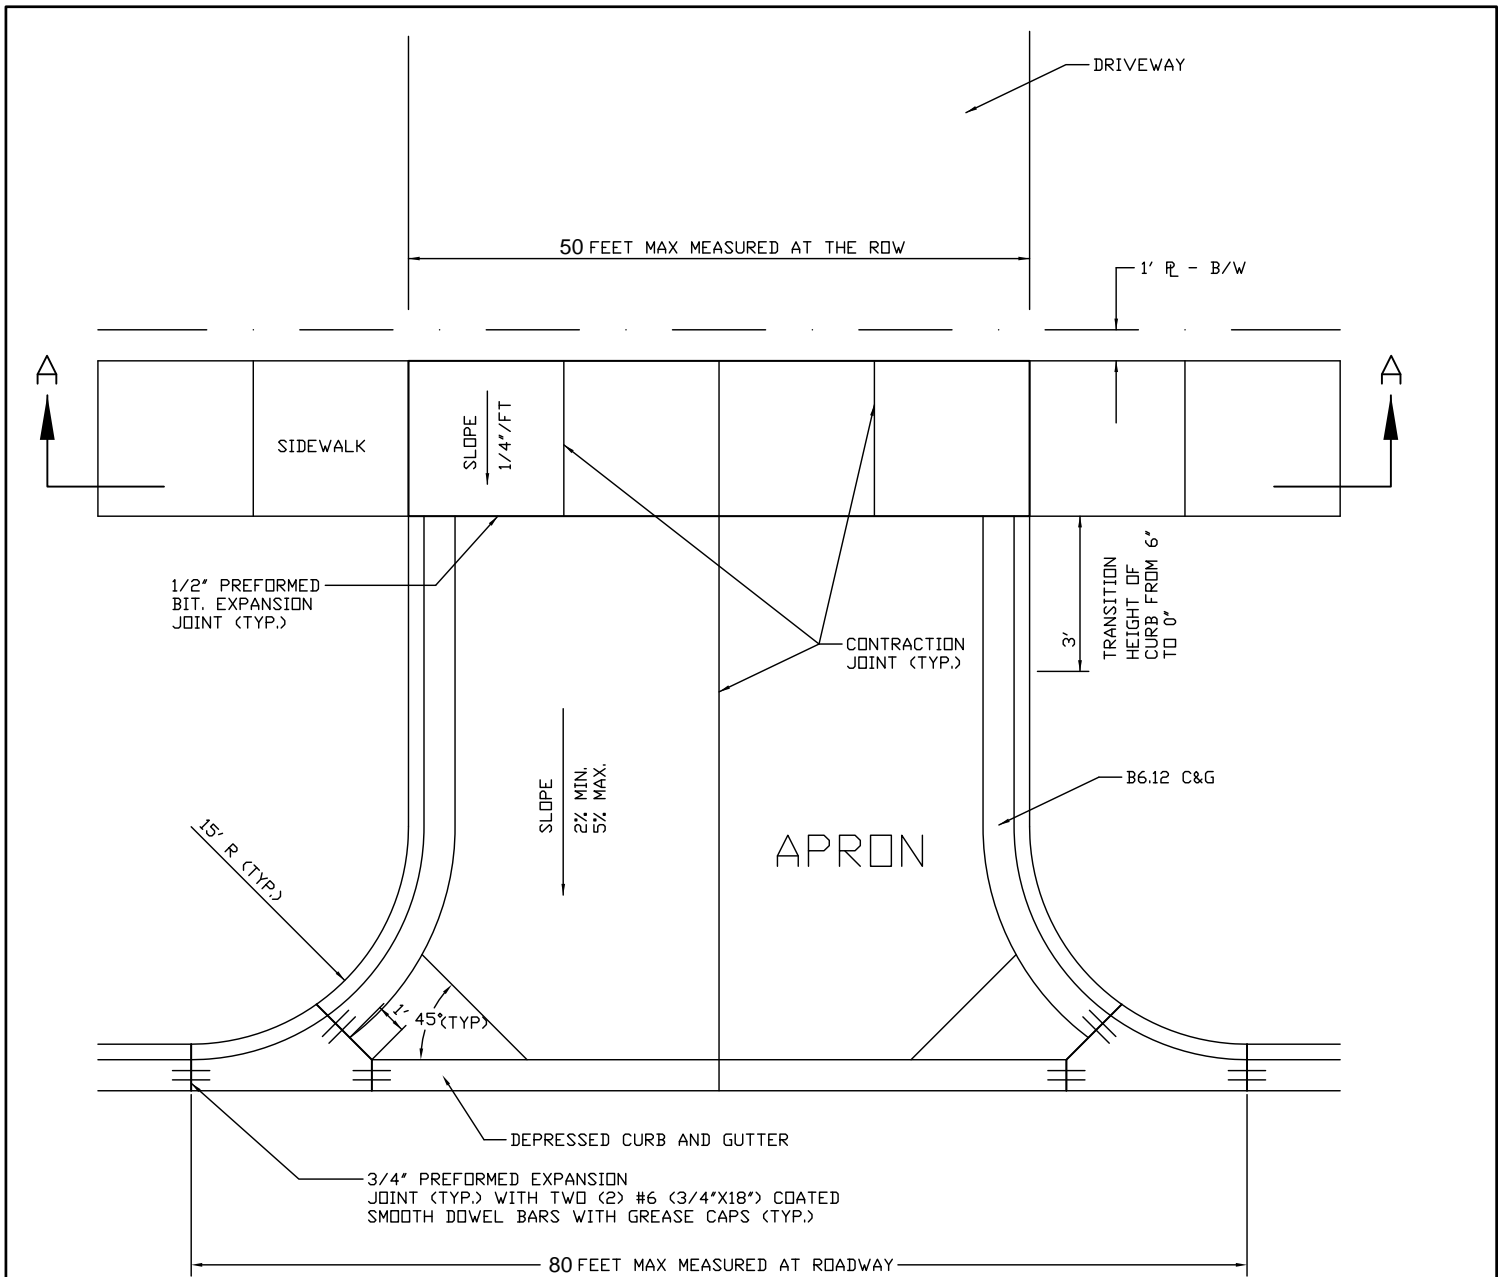 DRIVEWAY
50 FEET MAX MEASURED AT THE ROW
1' ⅊ - B/W
A
A
SIDEWALK
SLOPE
1/4"/FT
1/2" PREFORMED
BIT. EXPANSION
JOINT (TYP.)
CONTRACTION
JOINT (TYP.)
3'
TRANSITION
HEIGHT OF
CURB FROM 6"
TO 0"
SLOPE
2% MIN.
5% MAX.
B6.12 C&G
APRON
15' R (TYP.)
1'
45°(TYP)
DEPRESSED CURB AND GUTTER
3/4" PREFORMED EXPANSION
JOINT (TYP.) WITH TWO (2) #6 (3/4"X18") COATED
SMOOTH DOWEL BARS WITH GREASE CAPS (TYP.)
80 FEET MAX MEASURED AT ROADWAY